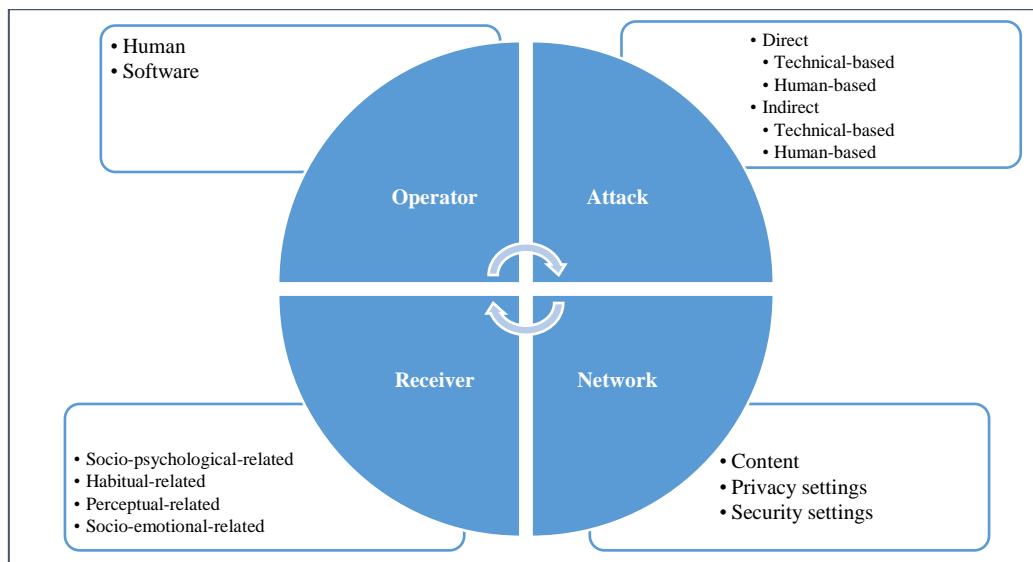 • Human
• Software
• Direct
• Technical-based
• Human-based
• Indirect
• Technical-based
• Human-based
Operator
Attack
Receiver
Network
• Socio-psychological-related
• Habitual-related
• Perceptual-related
• Socio-emotional-related
• Content
• Privacy settings
• Security settings